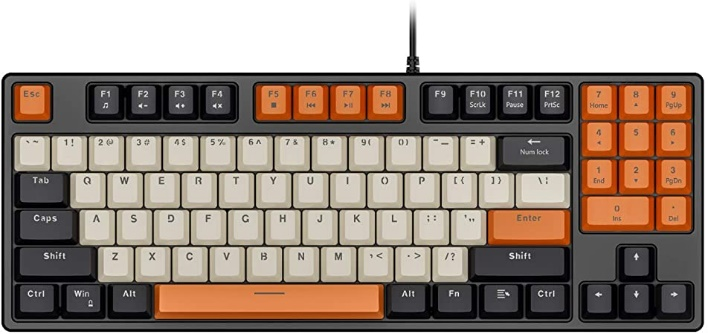 Esc F1 F2 F3 F4 F5 F6 F7 F8 F9 F10 F11 F12 7 8 9
ScrLk Pause PrtSc Home PgUp
` ~ 1 ! 2 @ 3 # 4 $ 5 % 6 ^ 7 & 8 * 9 ( 0 ) - _ = + ← 4 5 6
Num lock
Tab Q W E R T Y U I O P [ { ] } \ | 1 2 3
End PgDn
Caps A S D F G H J K L ; : ' " Enter 0 .
Ins Del
Shift Z X C V B N M , < . > / ? Shift
Ctrl Win Alt Alt Fn Ctrl